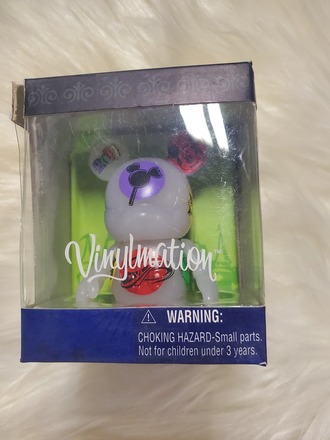 Vinylmation
WARNING:
CHOKING HAZARD-Small parts.
Not for children under 3 years.